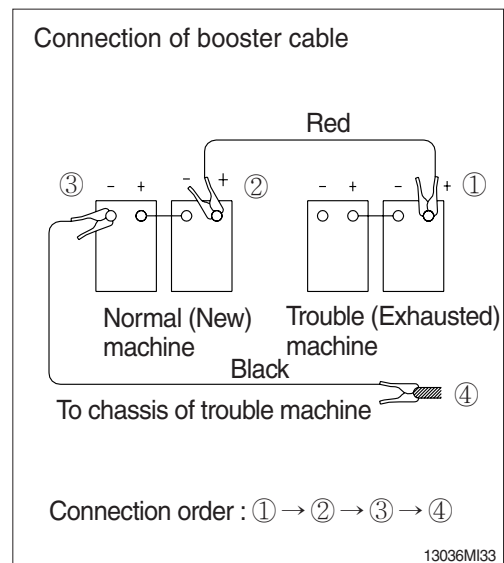 Connection of booster cable
Red
③ - + - + ② - + - + ①
Normal (New) machine
Trouble (Exhausted) machine
Black
To chassis of trouble machine ④
Connection order : ① → ② → ③ → ④
13036MI33